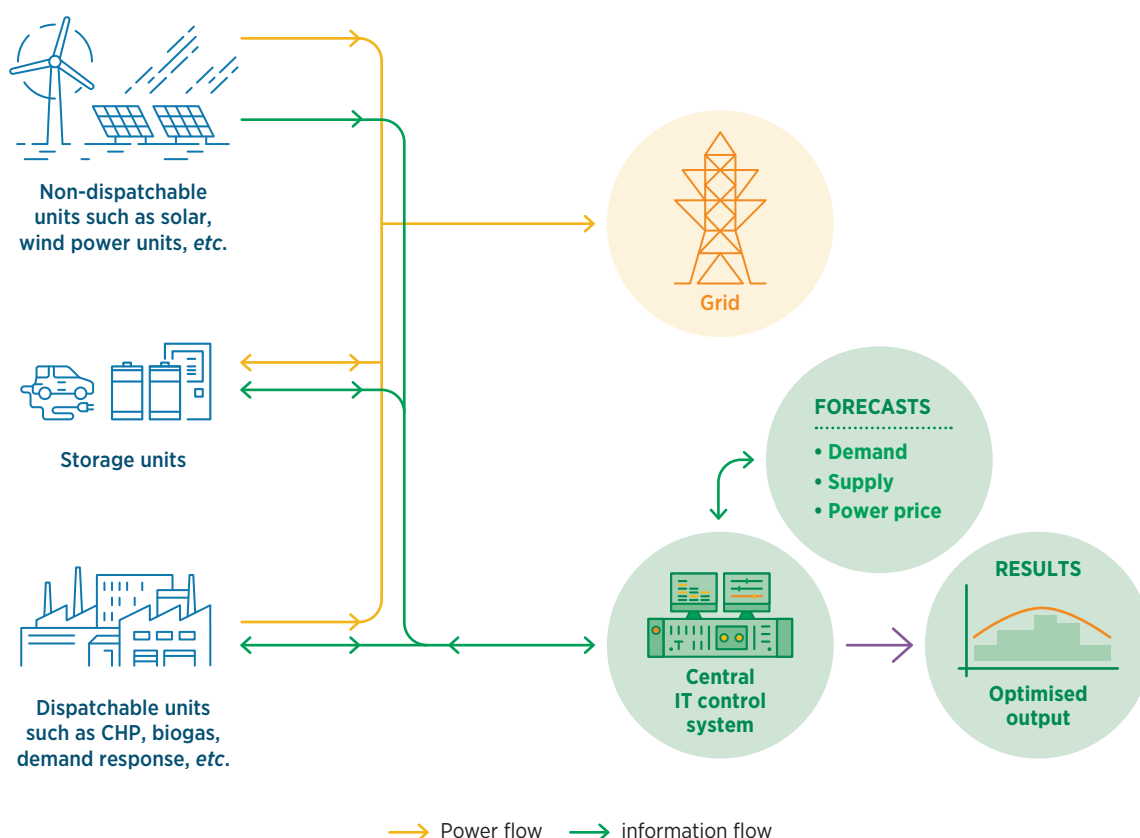 Non-dispatchable
units such as solar,
wind power units, etc.
Grid
Storage units
FORECASTS
• Demand
• Supply
• Power price
Dispatchable units
such as CHP, biogas,
demand response, etc.
Central
IT control
system
RESULTS
Optimised
output
Power flow
information flow